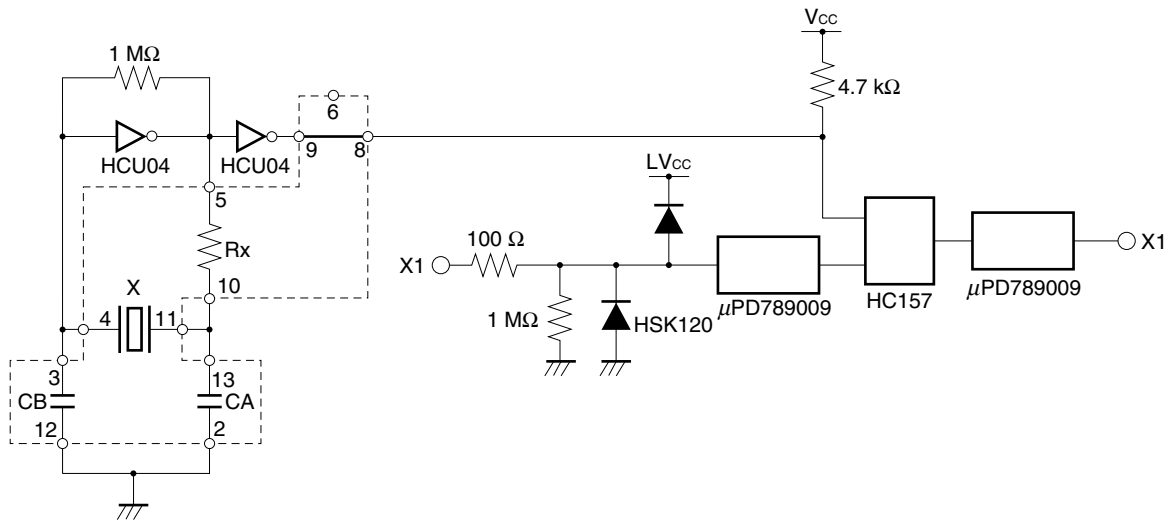 VCC
1 MΩ
4.7 kΩ
6
9
8
HCU04
HCU04
5
LVCC
Rx
100 Ω
X1
X1
10
X
4
11
1 MΩ
HSK120
μPD789009
HC157
μPD789009
3
13
CB
CA
12
2